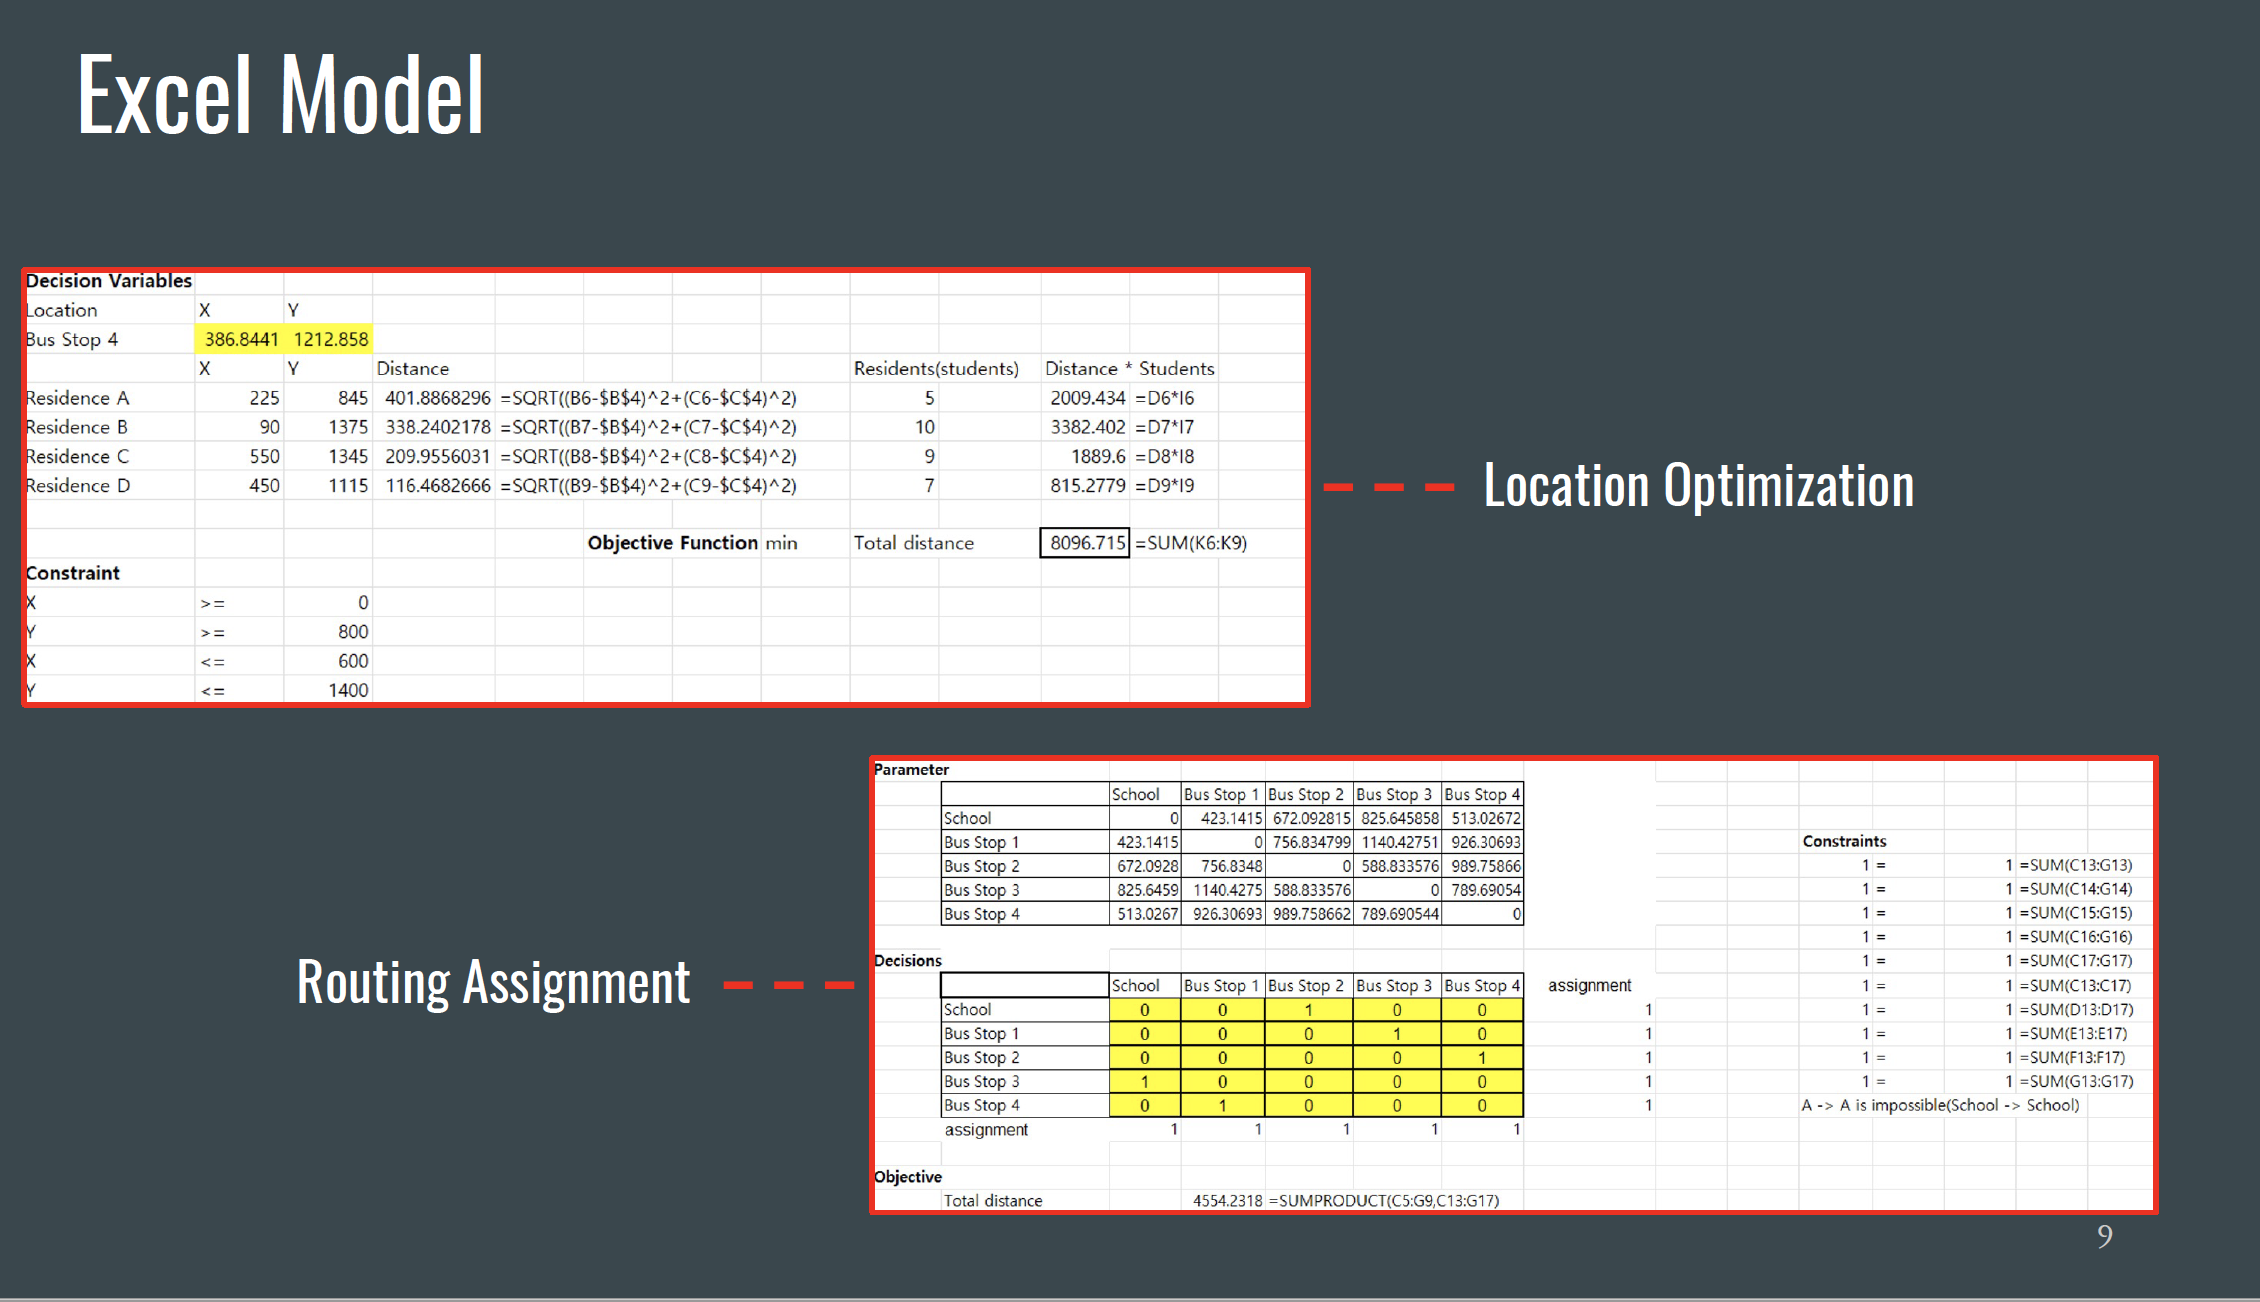 Excel Model
Decision Variables
Location X Y
Bus Stop 4 386.8441 1212.858
X Y Distance Residents(students) Distance * Students
Residence A 225 845 401.8868296 =SQRT((B6-$B$4)^2+(C6-$C$4)^2) 5 2009.434 =D6*I6
Residence B 90 1375 338.2402178 =SQRT((B7-$B$4)^2+(C7-$C$4)^2) 10 3382.402 =D7*I7
Residence C 550 1345 209.9556031 =SQRT((B8-$B$4)^2+(C8-$C$4)^2) 9 1889.6 =D8*I8
Residence D 450 1115 116.4682666 =SQRT((B9-$B$4)^2+(C9-$C$4)^2) 7 815.2779 =D9*I9
Objective Function min Total distance 8096.715 =SUM(K6:K9)
Constraint
X >= 0
Y >= 800
X <= 600
Y <= 1400
Location Optimization
Routing Assignment
Parameter
School Bus Stop 1 Bus Stop 2 Bus Stop 3 Bus Stop 4
School 0 423.1415 672.092815 825.645858 513.02672
Bus Stop 1 423.1415 0 756.834799 1140.42751 926.30693
Bus Stop 2 672.0928 756.8348 0 588.833576 989.75866
Bus Stop 3 825.6459 1140.4275 588.833576 0 789.69054
Bus Stop 4 513.0267 926.30693 989.758662 789.690544 0
Decisions
School Bus Stop 1 Bus Stop 2 Bus Stop 3 Bus Stop 4 assignment
School 0 0 1 0 0 1
Bus Stop 1 0 0 0 1 0 1
Bus Stop 2 0 0 0 0 1 1
Bus Stop 3 1 0 0 0 0 1
Bus Stop 4 0 1 0 0 0 1
assignment 1 1 1 1 1
Objective
Total distance 4554.2318 =SUMPRODUCT(C5:G9,C13:G17)
Constraints
1 = 1 =SUM(C13:G13)
1 = 1 =SUM(C14:G14)
1 = 1 =SUM(C15:G15)
1 = 1 =SUM(C16:G16)
1 = 1 =SUM(C17:G17)
1 = 1 =SUM(C13:C17)
1 = 1 =SUM(D13:D17)
1 = 1 =SUM(E13:E17)
1 = 1 =SUM(F13:F17)
1 = 1 =SUM(G13:G17)
A -> A is impossible(School -> School)
9